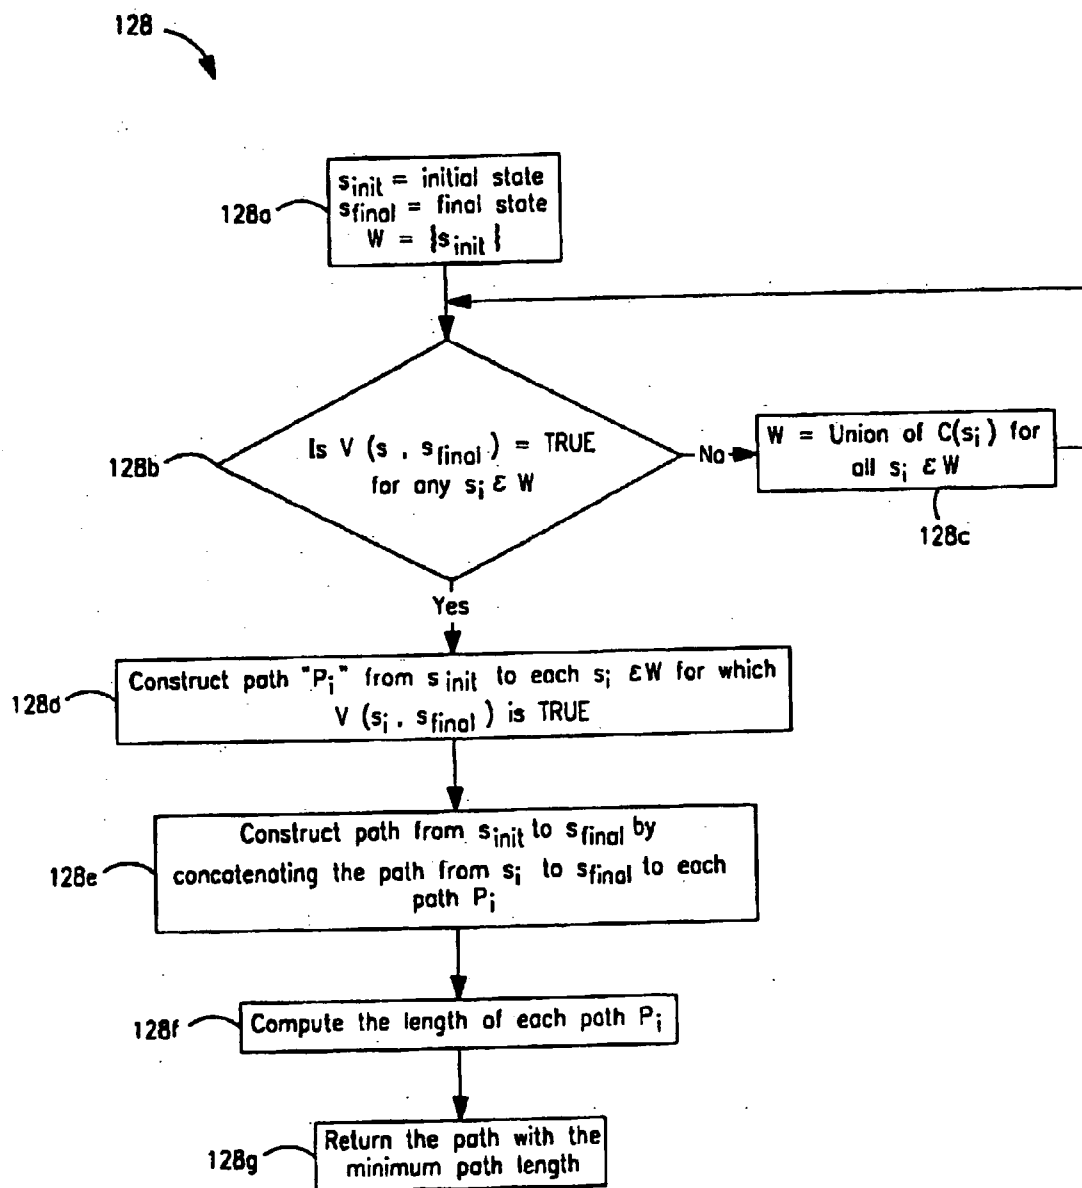 128
s_init = initial state
s_final = final state
W = {s_init}
128a
Is V (s , s_final) = TRUE
for any s_i ε W
128b
No
W = Union of C(s_i) for
all s_i ε W
128c
Yes
Construct path "P_i" from s_init to each s_i εW for which
V (s_i , s_final) is TRUE
128d
Construct path from s_init to s_final by
concatenating the path from s_i to s_final to each
path P_i
128e
Compute the length of each path P_i
128f
Return the path with the
minimum path length
128g